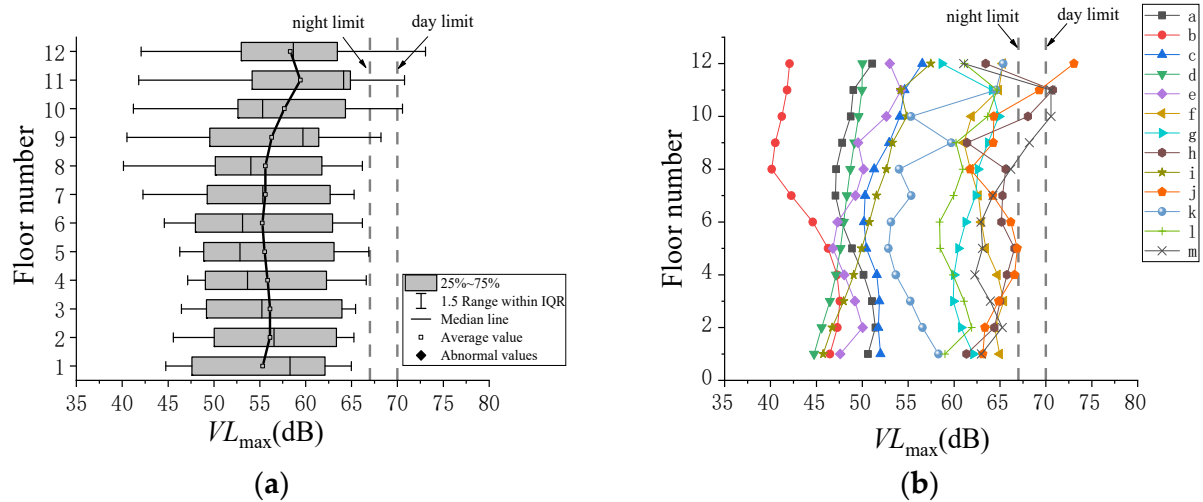 night limit
day limit
12
11
10
9
8
7
6
5
4
3
2
1
Floor number
25%~75%
1.5 Range within IQR
Median line
Average value
Abnormal values
35 40 45 50 55 60 65 70 75 80
VLmax(dB)
(a)
night limit
day limit
12
10
8
6
4
2
0
Floor number
35 40 45 50 55 60 65 70 75 80
VLmax(dB)
(b)
a
b
c
d
e
f
g
h
i
j
k
l
m